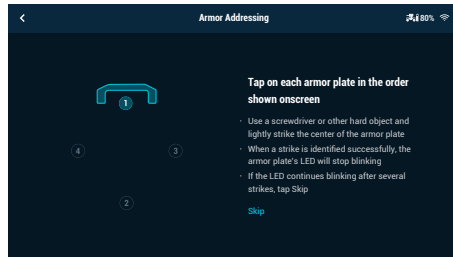 Armor Addressing
80%
Tap on each armor plate in the order
shown onscreen
1
· Use a screwdriver or other hard object and
lightly strike the center of the armor plate
4
3
· When a strike is identified successfully, the
armor plate's LED will stop blinking
· If the LED continues blinking after several
strikes, tap Skip
2
Skip